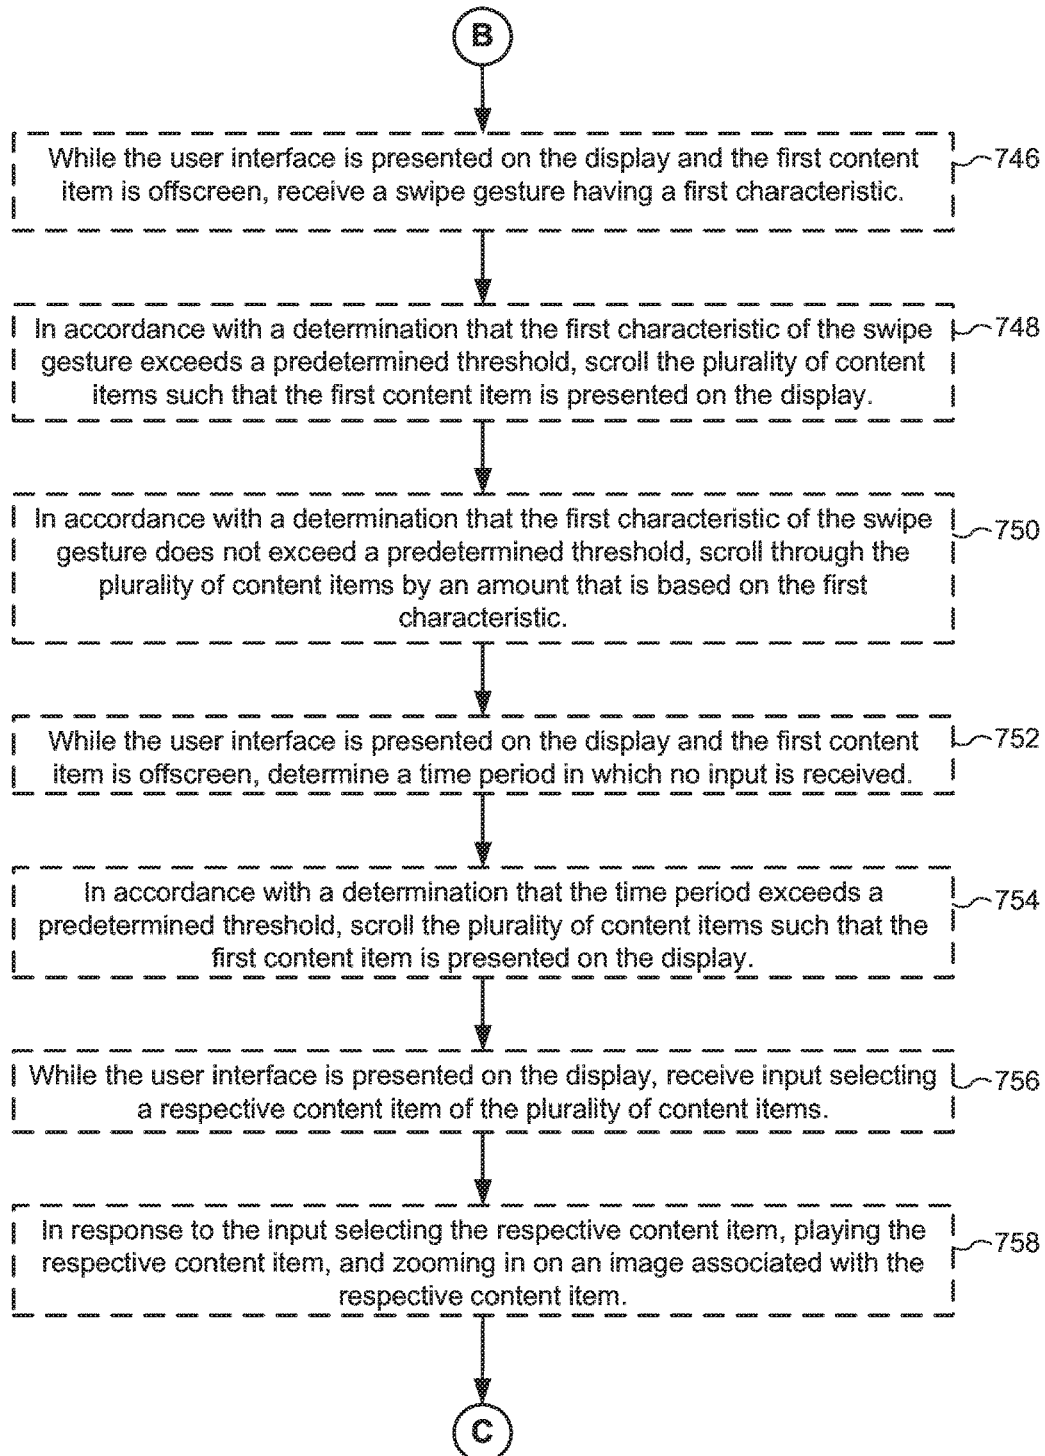 B
While the user interface is presented on the display and the first content
item is offscreen, receive a swipe gesture having a first characteristic.
746
In accordance with a determination that the first characteristic of the swipe
gesture exceeds a predetermined threshold, scroll the plurality of content
items such that the first content item is presented on the display.
748
In accordance with a determination that the first characteristic of the swipe
gesture does not exceed a predetermined threshold, scroll through the
plurality of content items by an amount that is based on the first
characteristic.
750
While the user interface is presented on the display and the first content
item is offscreen, determine a time period in which no input is received.
752
In accordance with a determination that the time period exceeds a
predetermined threshold, scroll the plurality of content items such that the
first content item is presented on the display.
754
While the user interface is presented on the display, receive input selecting
a respective content item of the plurality of content items.
756
In response to the input selecting the respective content item, playing the
respective content item, and zooming in on an image associated with the
respective content item.
758
C